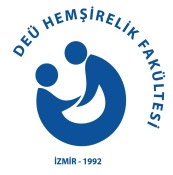 DEÜ HEMŞİRELİK FAKÜLTESİ
İZMİR - 1992